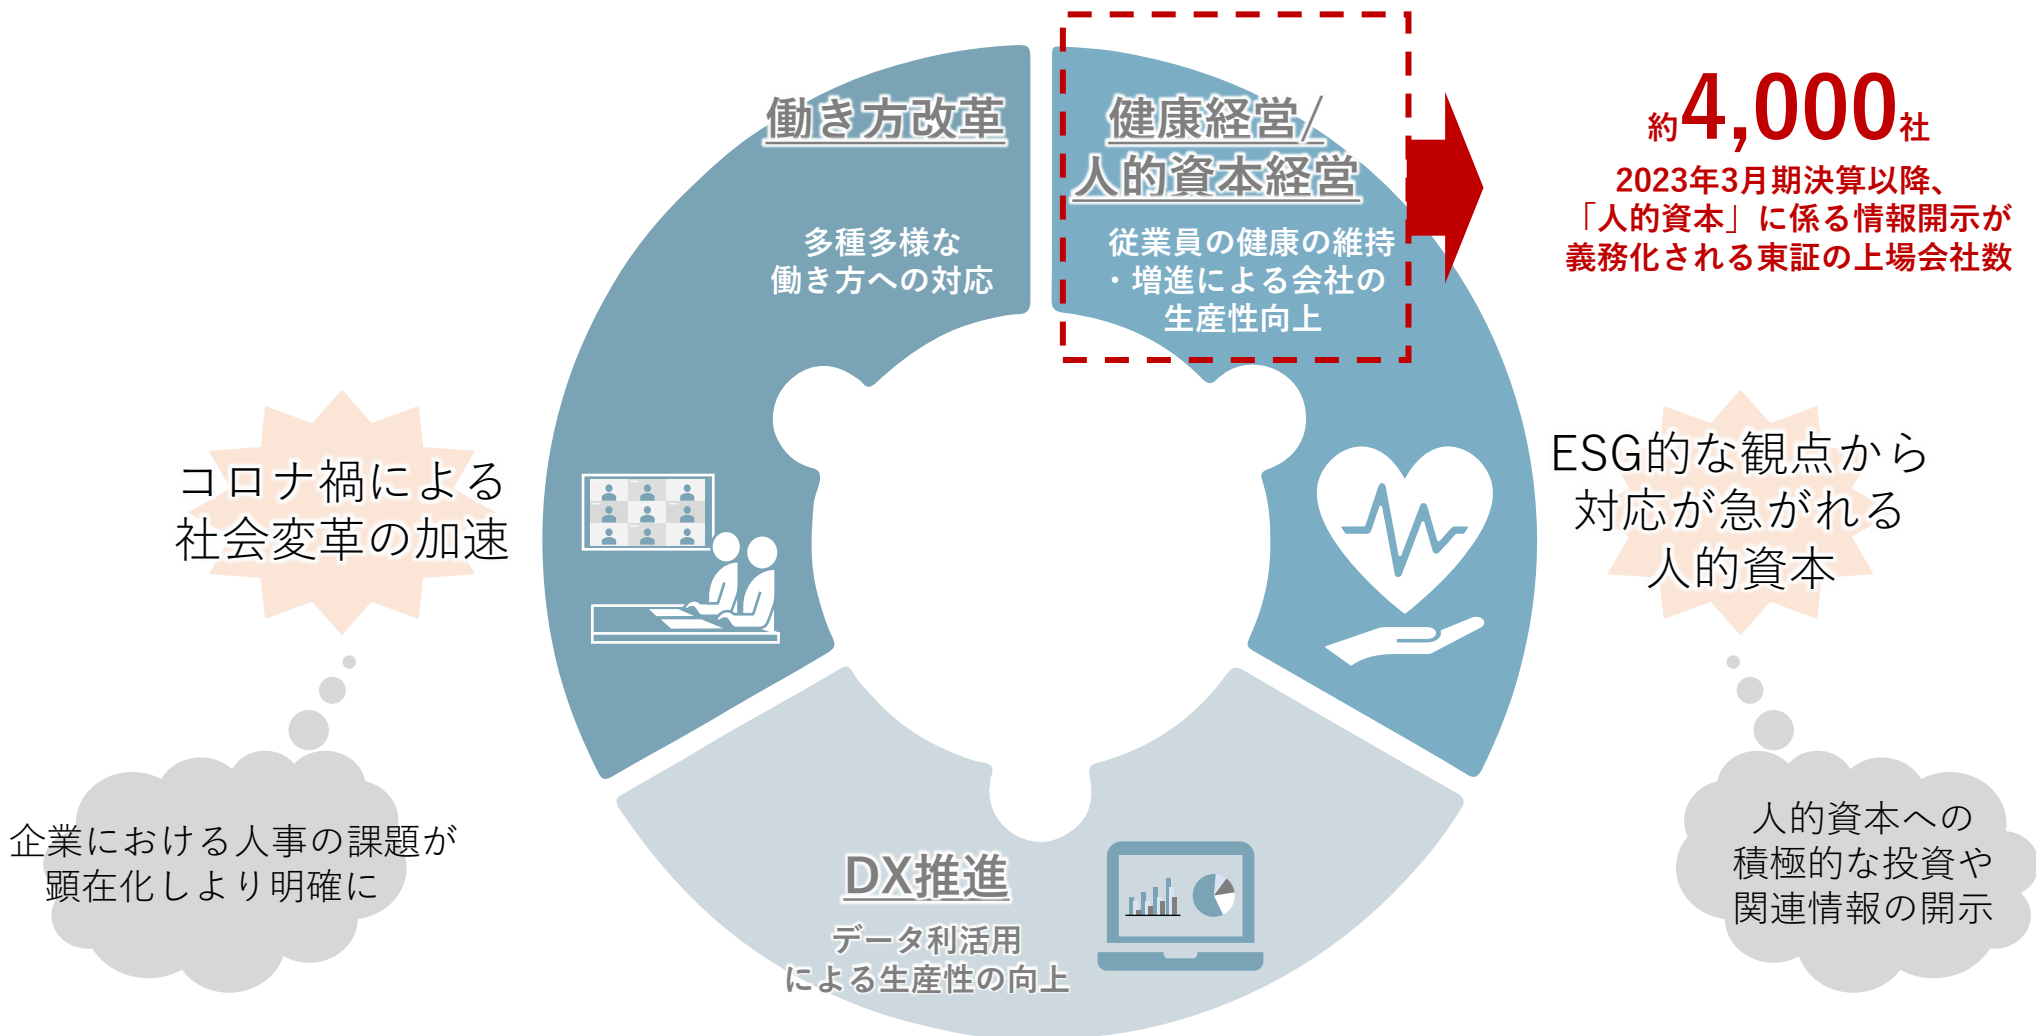 働き方改革
多種多様な
働き方への対応
健康経営/
人的資本経営
従業員の健康の維持
・増進による会社の
生産性向上
約4,000社
2023年3月期決算以降、
「人的資本」に係る情報開示が
義務化される東証の上場会社数
コロナ禍による
社会変革の加速
ESG的な観点から
対応が急がれる
人的資本
企業における人事の課題が
顕在化しより明確に
人的資本への
積極的な投資や
関連情報の開示
DX推進
データ利活用
による生産性の向上